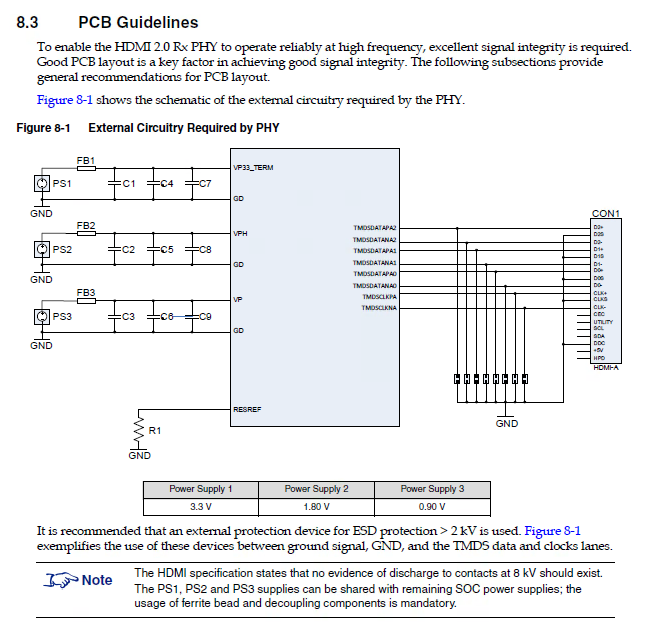 8.3 PCB Guidelines
To enable the HDMI 2.0 Rx PHY to operate reliably at high frequency, excellent signal integrity is required.
Good PCB layout is a key factor in achieving good signal integrity. The following subsections provide
general recommendations for PCB layout.
Figure 8-1 shows the schematic of the external circuitry required by the PHY.
Figure 8-1 External Circuitry Required by PHY
FB1
VP33_TERM
PS1
C1
C4
C7
GD
GND
FB2
VPH
PS2
C2
C5
C8
GD
GND
FB3
VP
PS3
C3
C6
C9
GD
GND
RESREF
R1
GND
TMDSDATAPA2
TMDSDATANA2
TMDSDATAPA1
TMDSDATANA1
TMDSDATAPA0
TMDSDATANA0
TMDSCLKPA
TMDSCLKNA
CON1
D2+
D2S
D2-
D1+
D1S
D1-
D0+
D0S
D0-
CLK+
CLKS
CLK-
CEC
UTILITY
SCL
SDA
DDC
+5V
HPD
HDMI-A
GND
Power Supply 1 Power Supply 2 Power Supply 3
3.3 V 1.80 V 0.90 V
It is recommended that an external protection device for ESD protection > 2 kV is used. Figure 8-1
exemplifies the use of these devices between ground signal, GND, and the TMDS data and clocks lanes.
Note
The HDMI specification states that no evidence of discharge to contacts at 8 kV should exist.
The PS1, PS2 and PS3 supplies can be shared with remaining SOC power supplies; the
usage of ferrite bead and decoupling components is mandatory.